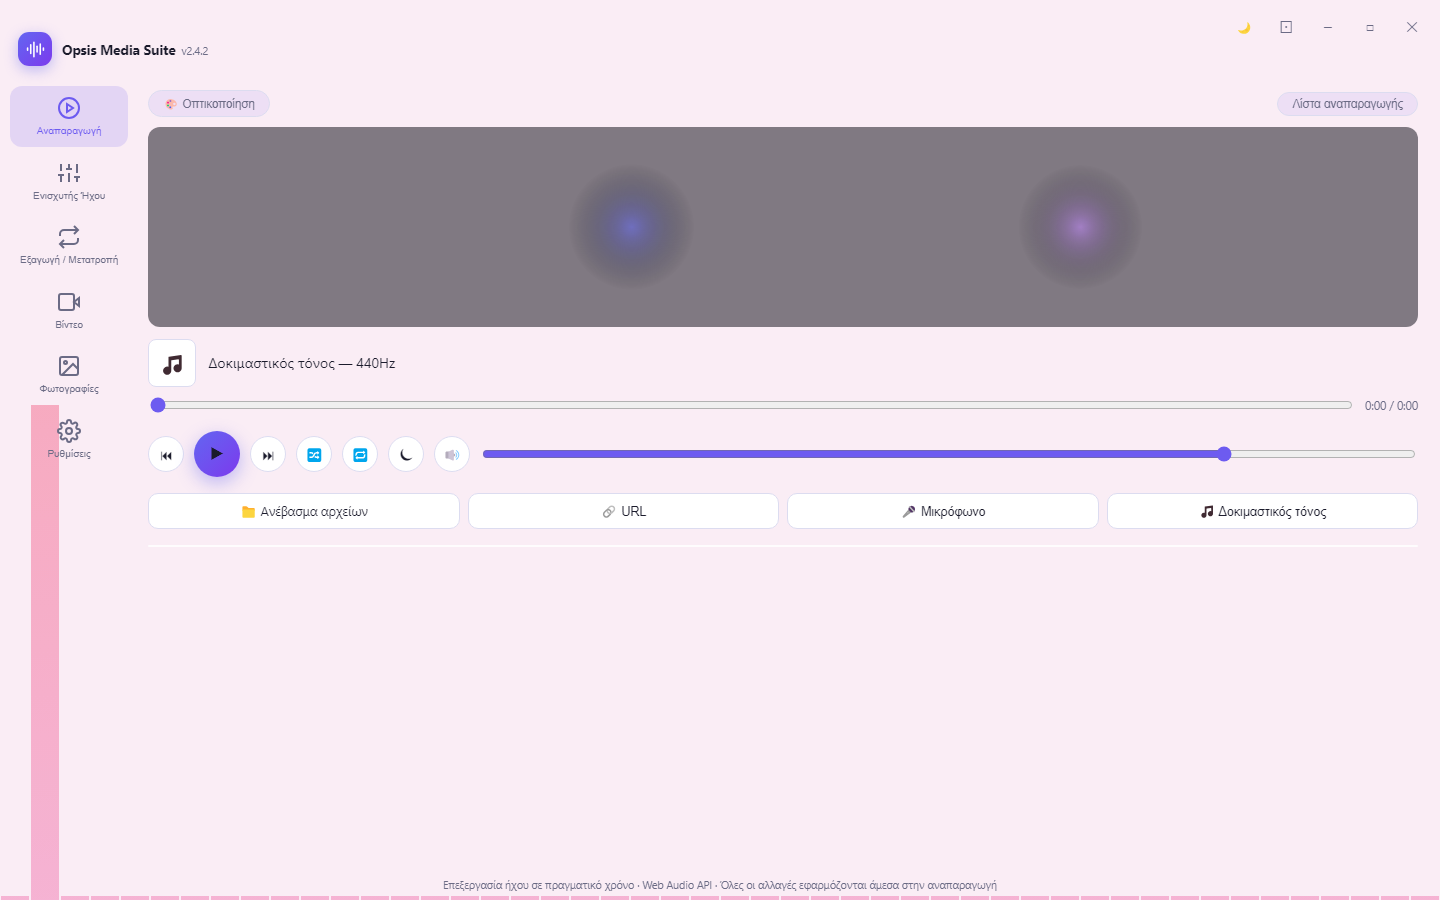 Opsis Media Suite v2.4.2
Αναπαραγωγή
Ενισχυτής Ήχου
Εξαγωγή / Μετατροπή
Βίντεο
Φωτογραφίες
Ρυθμίσεις
Οπτικοποίηση
Λίστα αναπαραγωγής
Δοκιμαστικός τόνος — 440Hz
0:00 / 0:00
Ανέβασμα αρχείων
URL
Μικρόφωνο
Δοκιμαστικός τόνος
Επεξεργασία ήχου σε πραγματικό χρόνο · Web Audio API · Όλες οι αλλαγές εφαρμόζονται άμεσα στην αναπαραγωγή